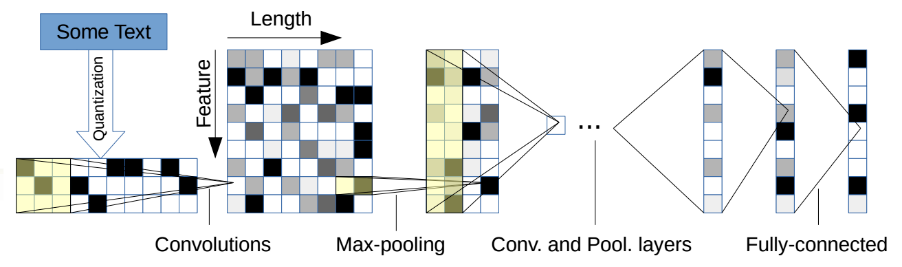 Some Text
Quantization
Length
Feature
...
Convolutions
Max-pooling
Conv. and Pool. layers
Fully-connected